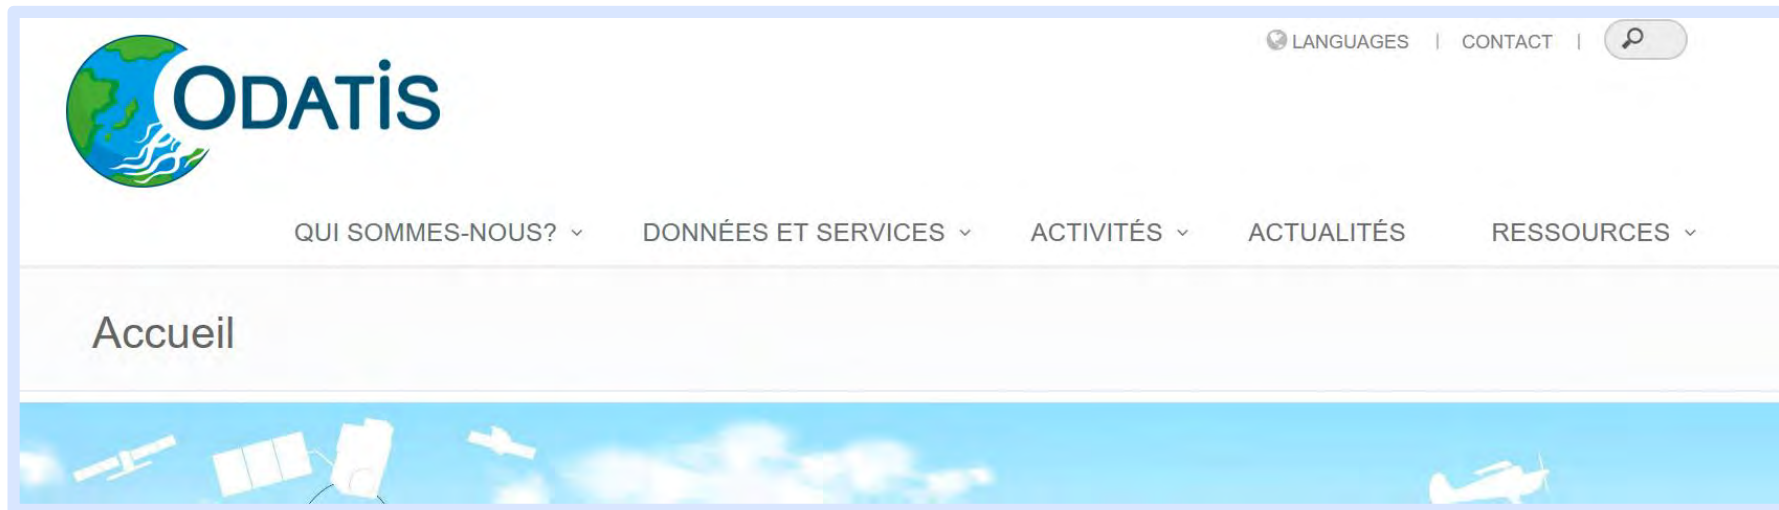 LANGUAGES | CONTACT |
ODATiS
QUI SOMMES-NOUS? DONNÉES ET SERVICES ACTIVITÉS ACTUALITÉS RESSOURCES
Accueil